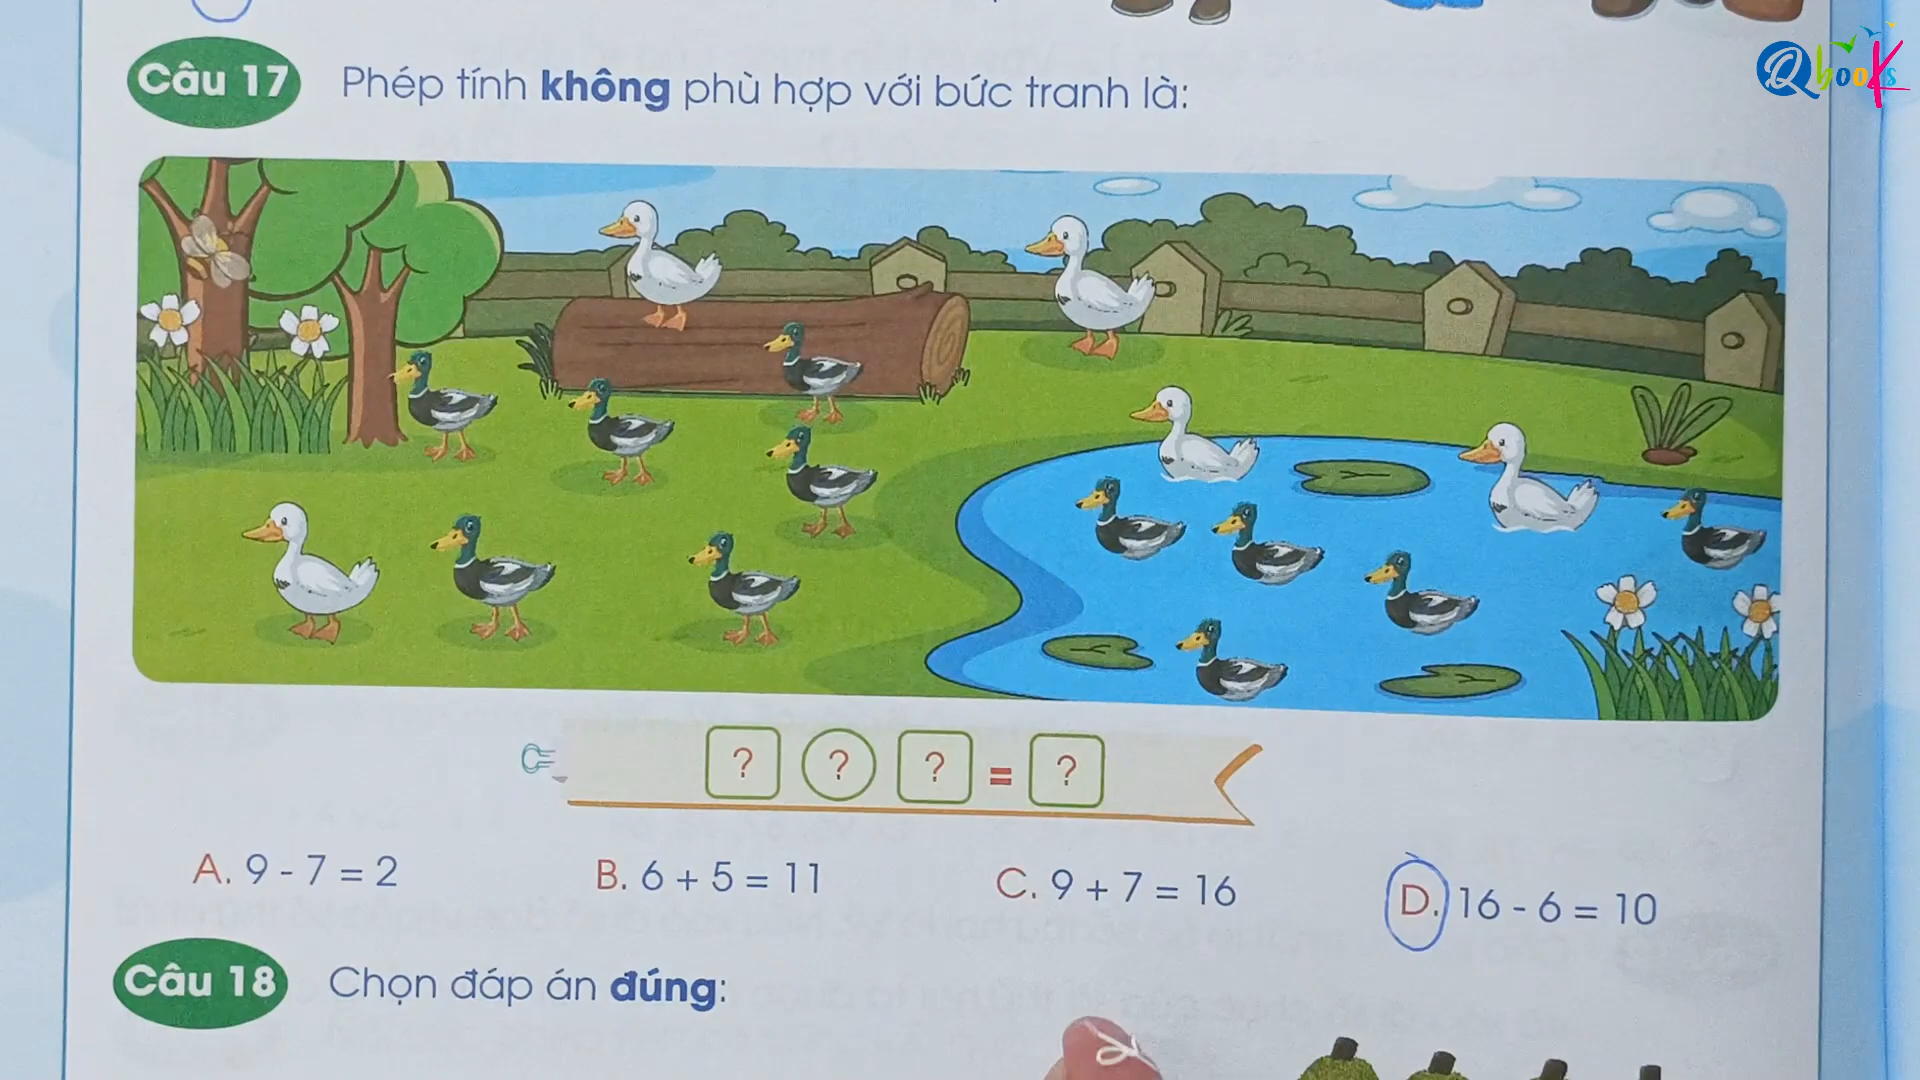 Qbooks
Câu 17 Phép tính không phù hợp với bức tranh là:
? ? ? = ?
A. 9 - 7 = 2 B. 6 + 5 = 11 C. 9 + 7 = 16 D. 16 - 6 = 10
Câu 18 Chọn đáp án đúng: